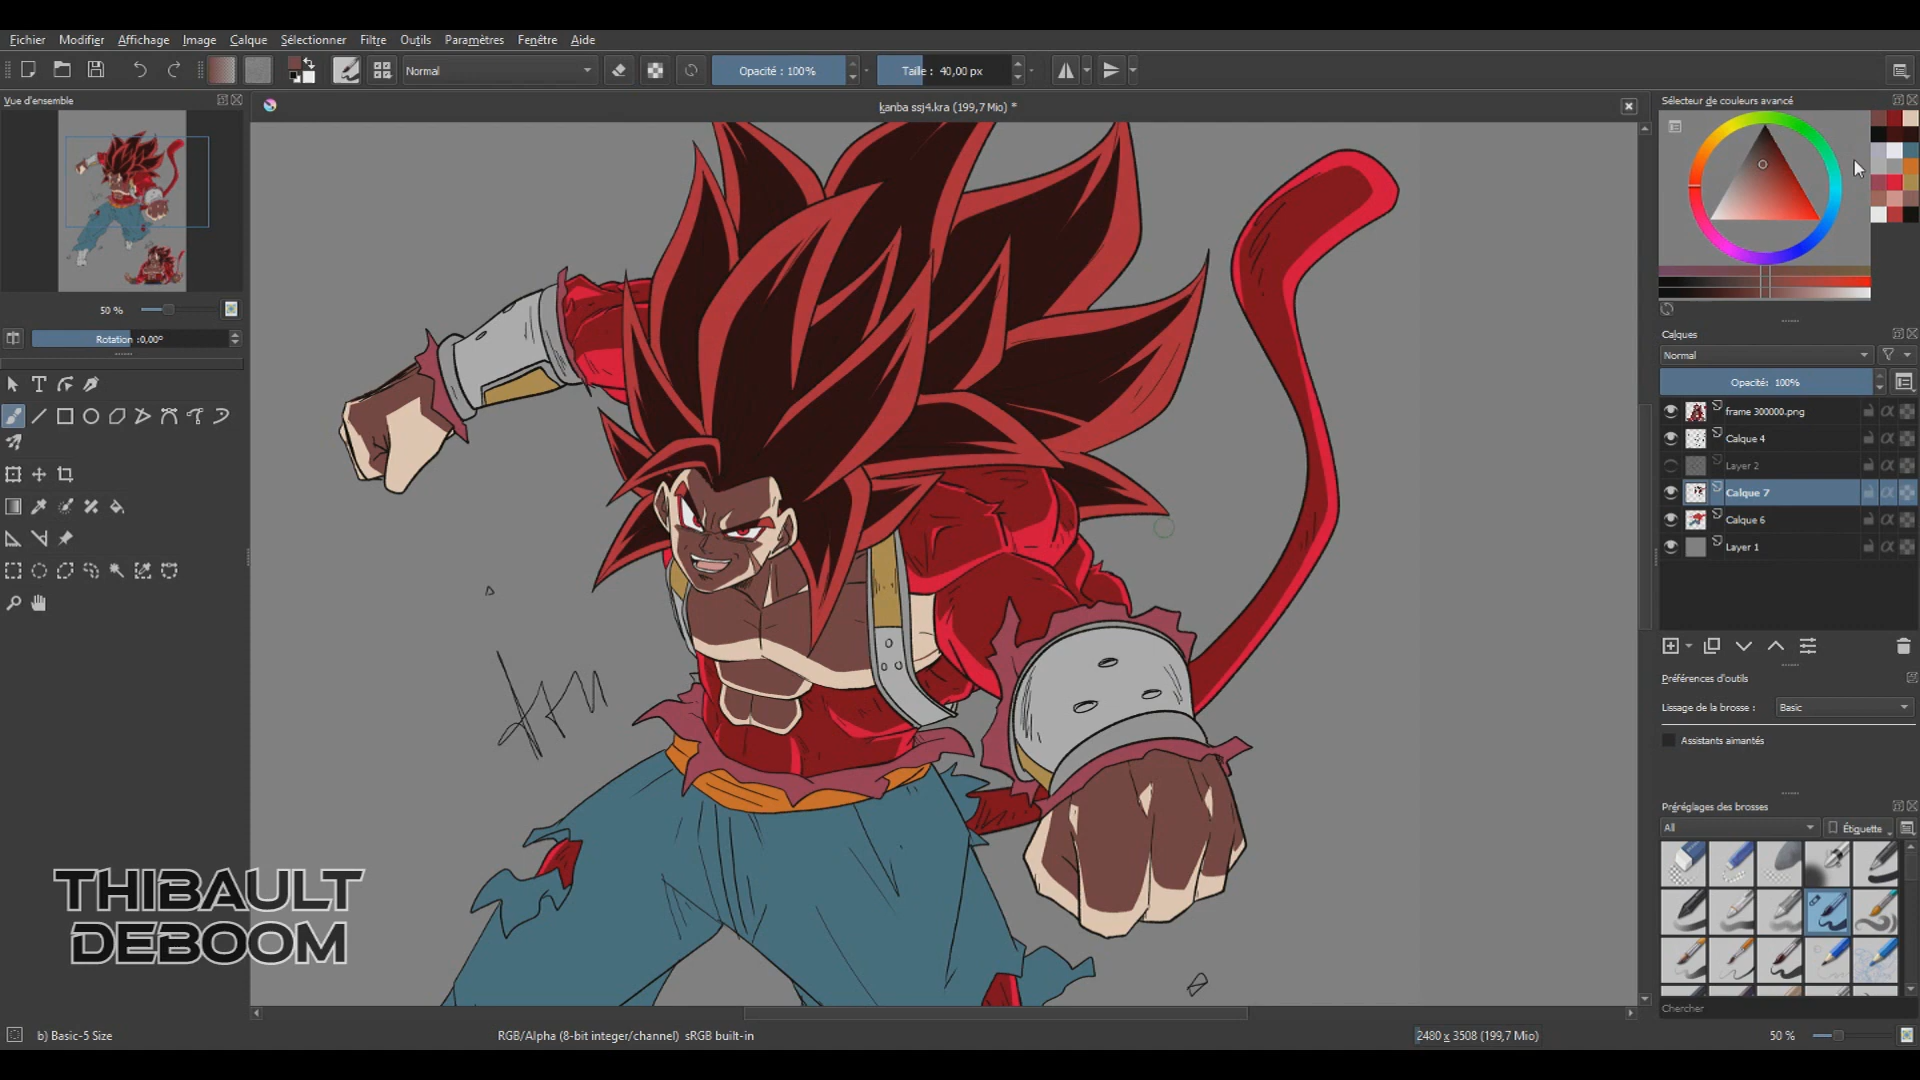 Fichier Modifier Affichage Image Calque Sélectionner Filtre Outils Paramètres Fenêtre Aide
Normal Opacité : 100% Taille : 40,00 px
Vue d'ensemble
kanba ssj4.kra (199,7 Mio) *
Sélecteur de couleurs avancé
50 %
Rotation :0,00°
Calques
Normal
Opacité: 100%
frame 300000.png
Calque 4
Layer 2
Calque 7
Calque 6
Layer 1
Préférences d'outils
Lissage de la brosse : Basic
Assistants aimantés
Préréglages des brosses
All Étiquette
Chercher
THIBAULT
DEBOOM
b) Basic-5 Size
RGB/Alpha (8-bit integer/channel) sRGB built-in
2480 x 3508 (199,7 Mio)
50 %